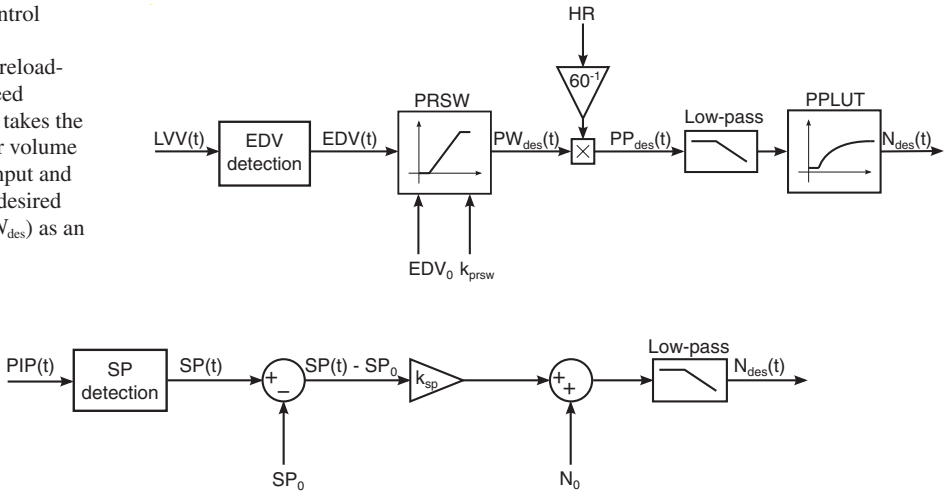 ntrol
reload-
eed
takes the
r volume
nput and
desired
W_des) as an
HR
60⁻¹
PRSW
Low-pass
PPLUT
LVV(t)
EDV
detection
EDV(t)
PW_des(t)
×
PP_des(t)
N_des(t)
EDV₀ k_prsw
PIP(t)
SP
detection
SP(t)
+
−
SP(t) - SP₀
k_sp
+
+
Low-pass
N_des(t)
SP₀
N₀